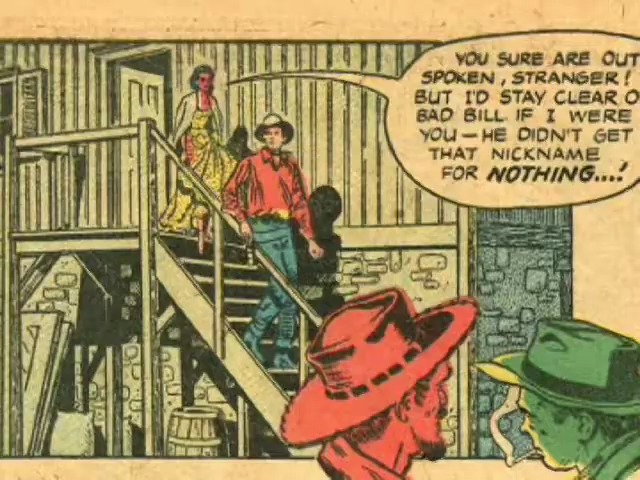 YOU SURE ARE OUT
SPOKEN, STRANGER!
BUT I'D STAY CLEAR O
BAD BILL IF I WERE
YOU—HE DIDN'T GET
THAT NICKNAME
FOR NOTHING...!